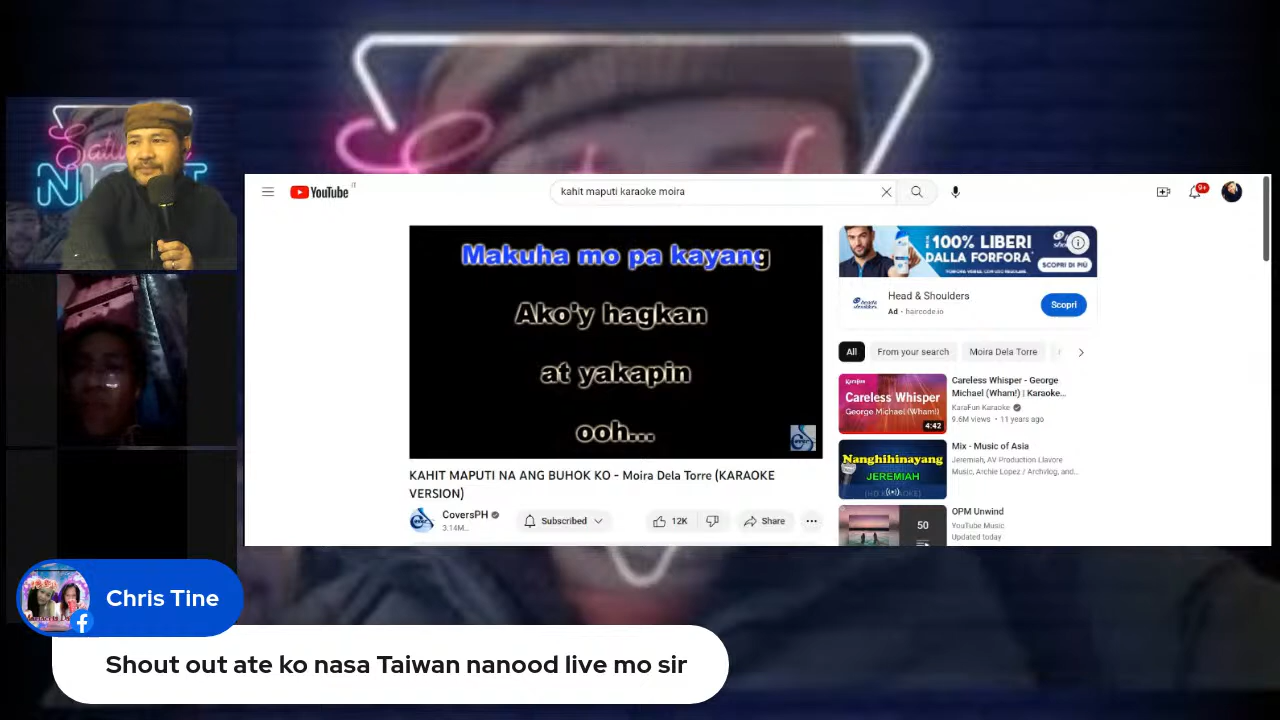 YouTube
IT
kahit maputi karaoke moira
9+
Makuha mo pa kayang
Ako'y hagkan
at yakapin
ooh...
KAHIT MAPUTI NA ANG BUHOK KO - Moira Dela Torre (KARAOKE
VERSION)
CoversPH
3.14M...
Subscribed
12K
Share
100% LIBERI
DALLA FORFORA
SCOPRI DI PIÙ
Head & Shoulders
Ad • haircode.io
Scopri
All
From your search
Moira Dela Torre
Careless Whisper
George Michael (Wham!)
4:42
Careless Whisper - George
Michael (Wham!) | Karaoke...
KaraFun Karaoke
9.6M views • 11 years ago
Nanghihinayang
JEREMIAH
Mix - Music of Asia
Jeremiah, AV Production Llavore
Music, Archie Lopez / Archvlog, and...
50
OPM Unwind
YouTube Music
Updated today
Chris Tine
Shout out ate ko nasa Taiwan nanood live mo sir